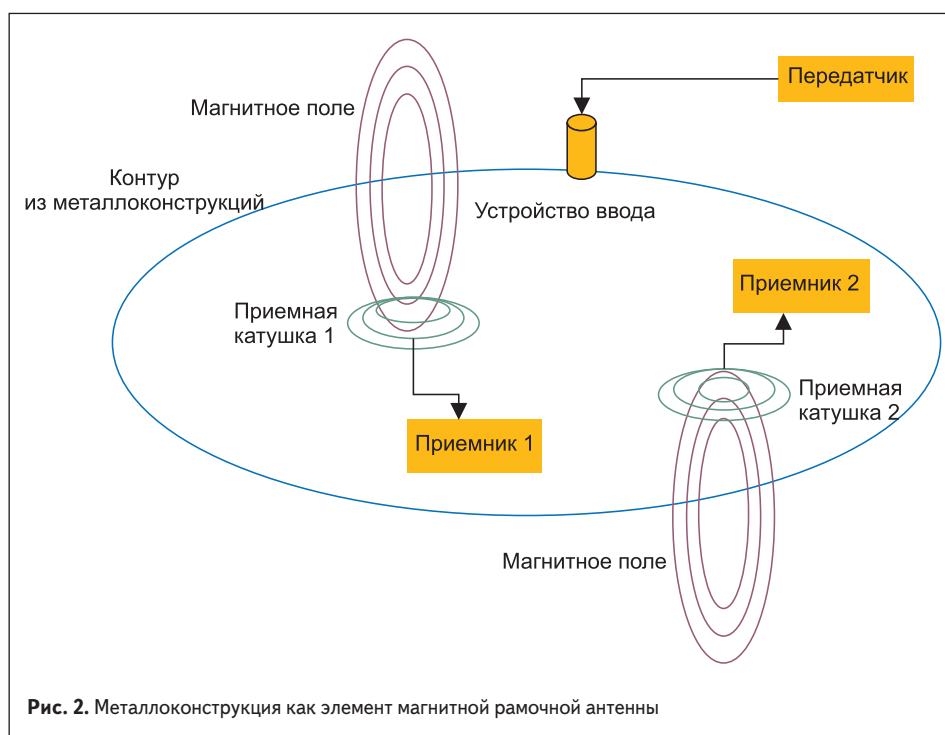 Передатчик
Магнитное поле
Контур
из металлоконструкций
Устройство ввода
Приемник 2
Приемная
катушка 1
Приемная
катушка 2
Приемник 1
Магнитное поле
Рис. 2. Металлоконструкция как элемент магнитной рамочной антенны